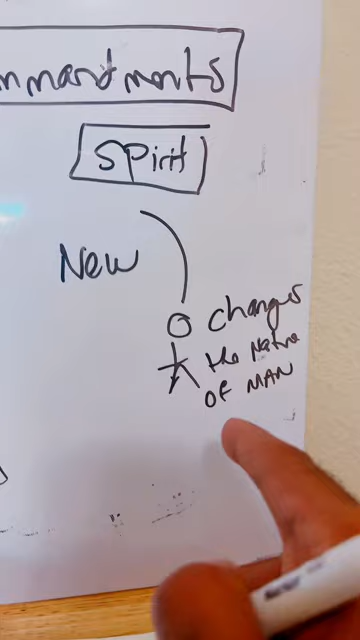 mmandments
Spirit
New
Changes
the Nature
OF MAN